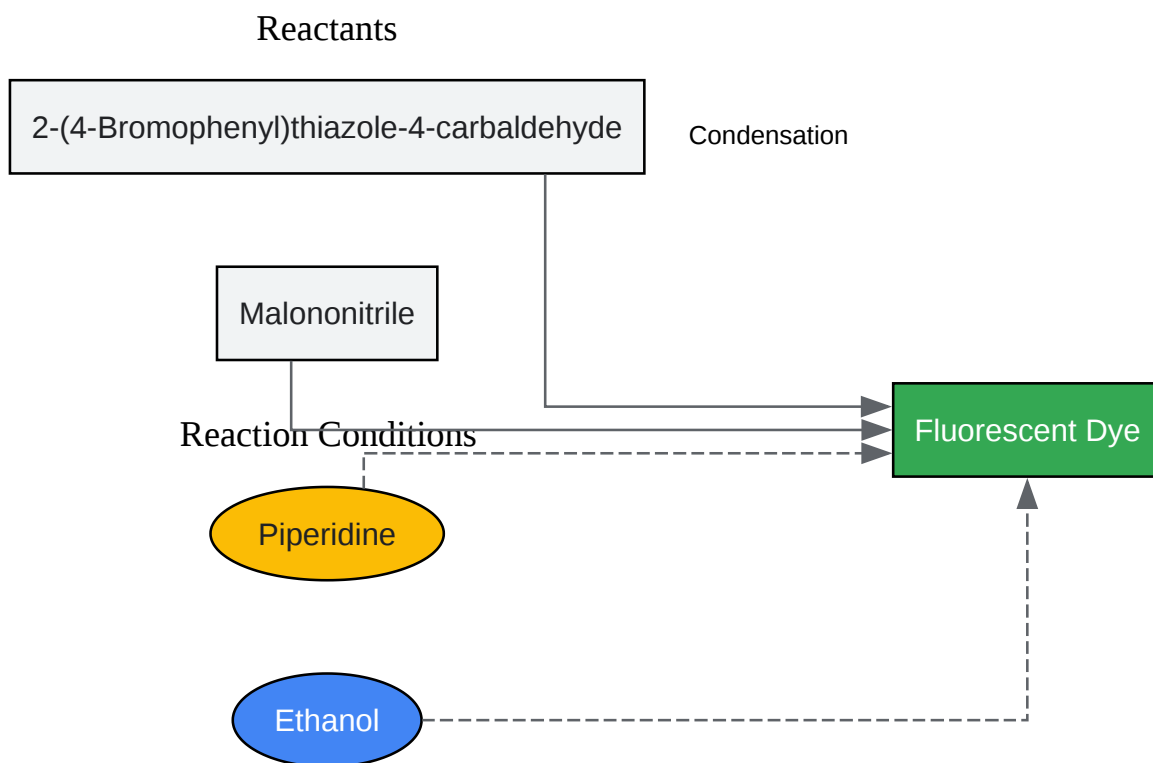 Reactants
2-(4-Bromophenyl)thiazole-4-carbaldehyde
Condensation
Malononitrile
Reaction Conditions
Fluorescent Dye
Piperidine
Ethanol